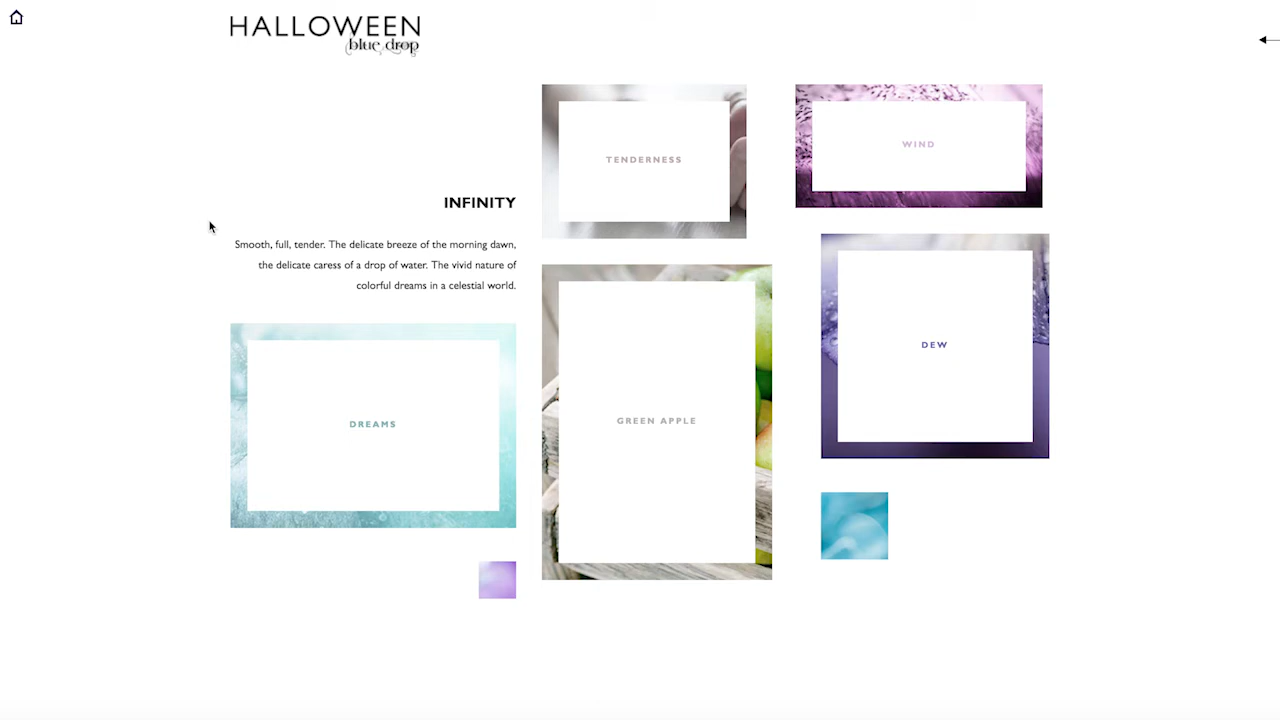 HALLOWEEN
blue drop
INFINITY
Smooth, full, tender. The delicate breeze of the morning dawn,
the delicate caress of a drop of water. The vivid nature of
colorful dreams in a celestial world.
DREAMS
TENDERNESS
GREEN APPLE
WIND
DEW